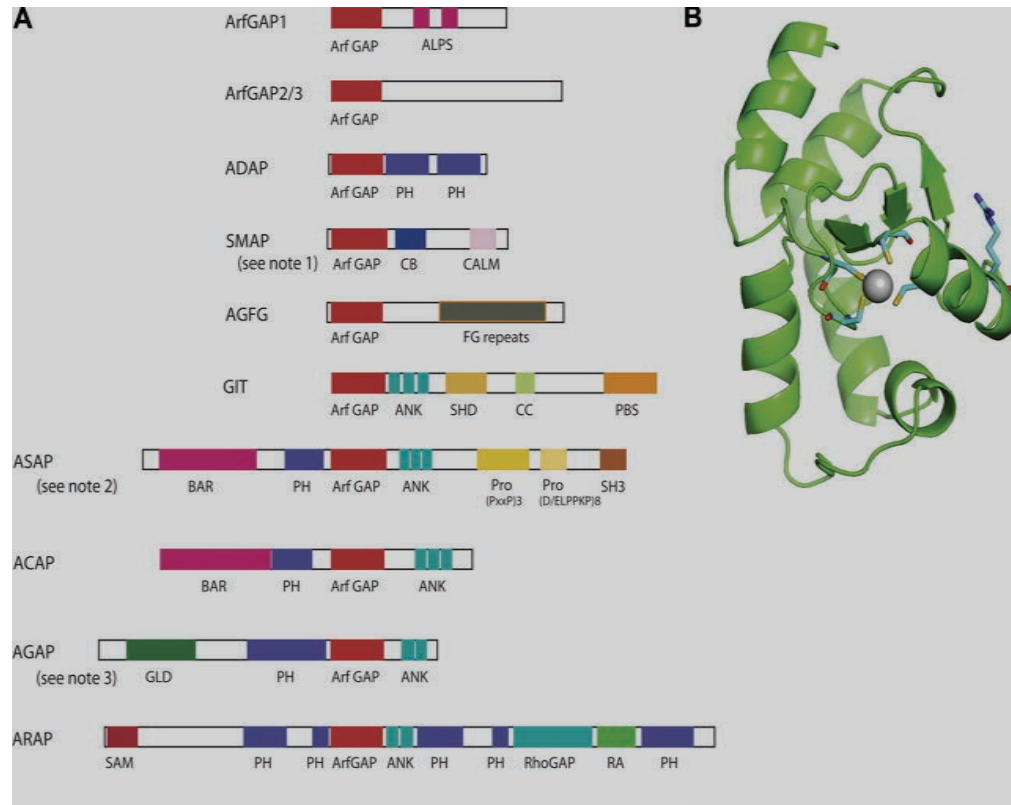 A
B
ArfGAP1
Arf GAP ALPS
ArfGAP2/3
Arf GAP
ADAP
Arf GAP PH PH
SMAP
(see note 1)
Arf GAP CB CALM
AGFG
Arf GAP FG repeats
GIT
Arf GAP ANK SHD CC PBS
ASAP
(see note 2)
BAR PH Arf GAP ANK Pro Pro SH3
(PxxP)3 (D/ELPPKP)8
ACAP
BAR PH Arf GAP ANK
AGAP
(see note 3)
GLD PH Arf GAP ANK
ARAP
SAM PH PH ArfGAP ANK PH PH RhoGAP RA PH